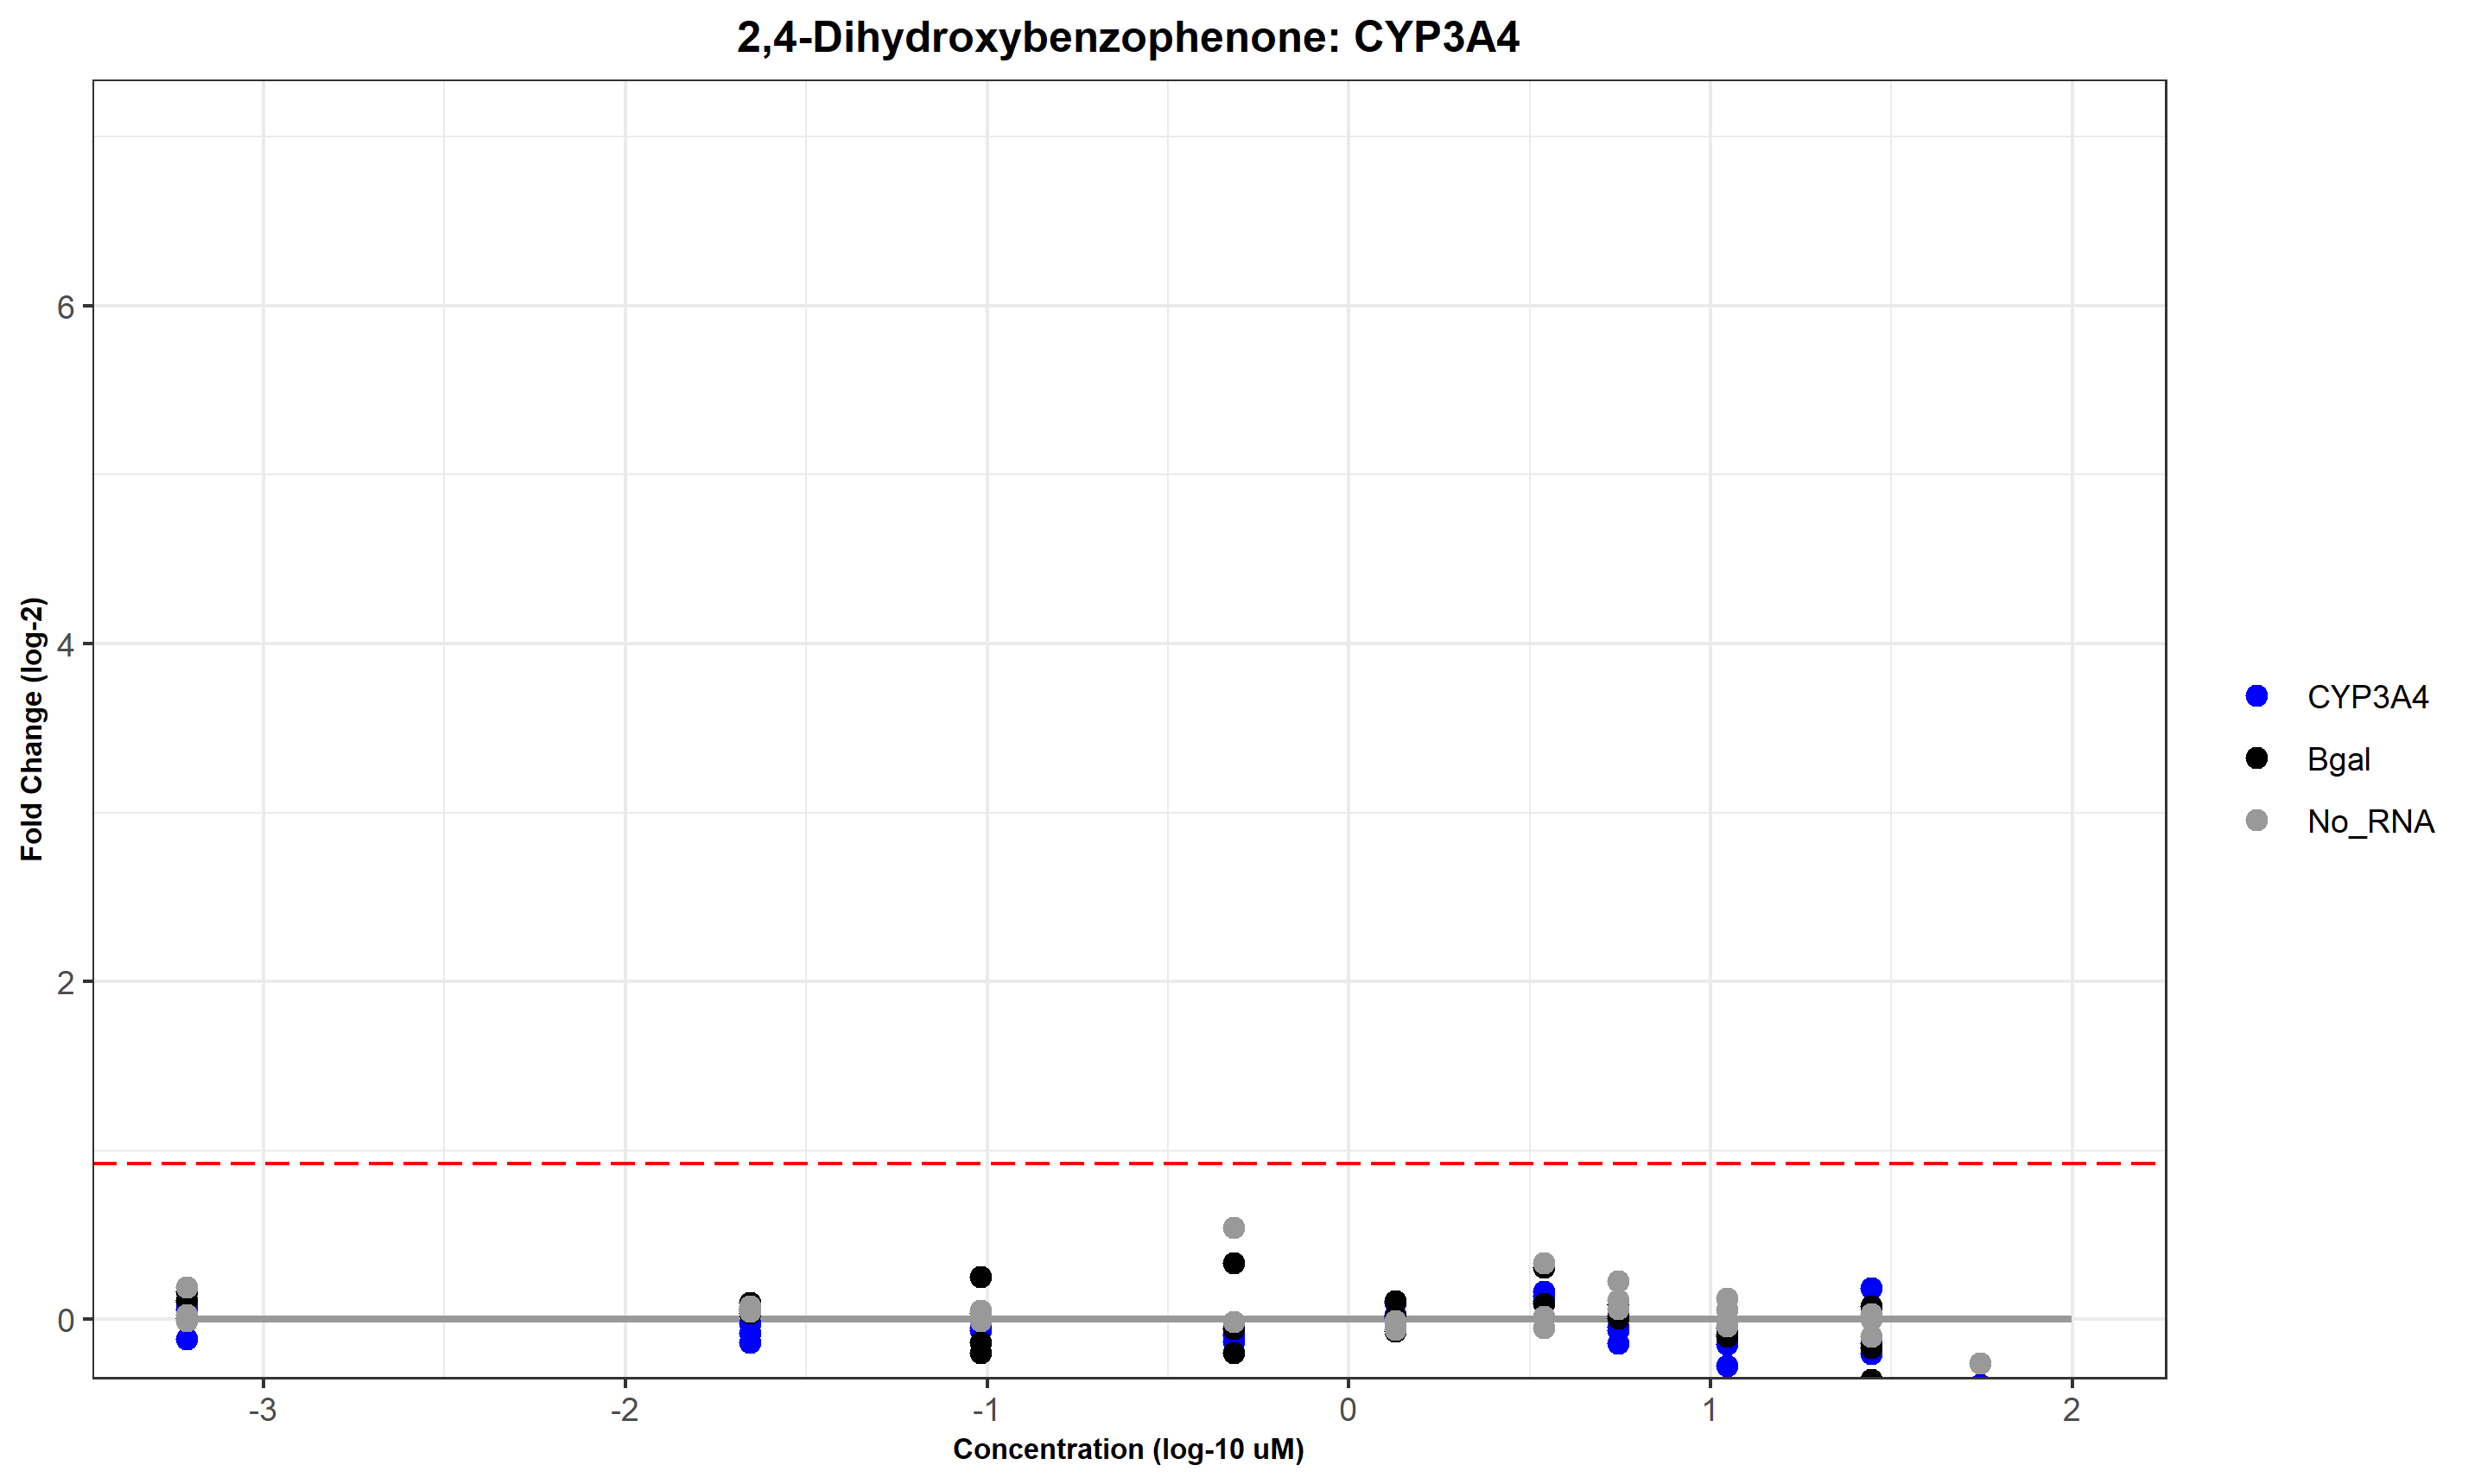 2,4-Dihydroxybenzophenone: CYP3A4
Fold Change (log-2)
6
4
2
0
-3
-2
-1
0
1
2
Concentration (log-10 uM)
CYP3A4
Bgal
No_RNA